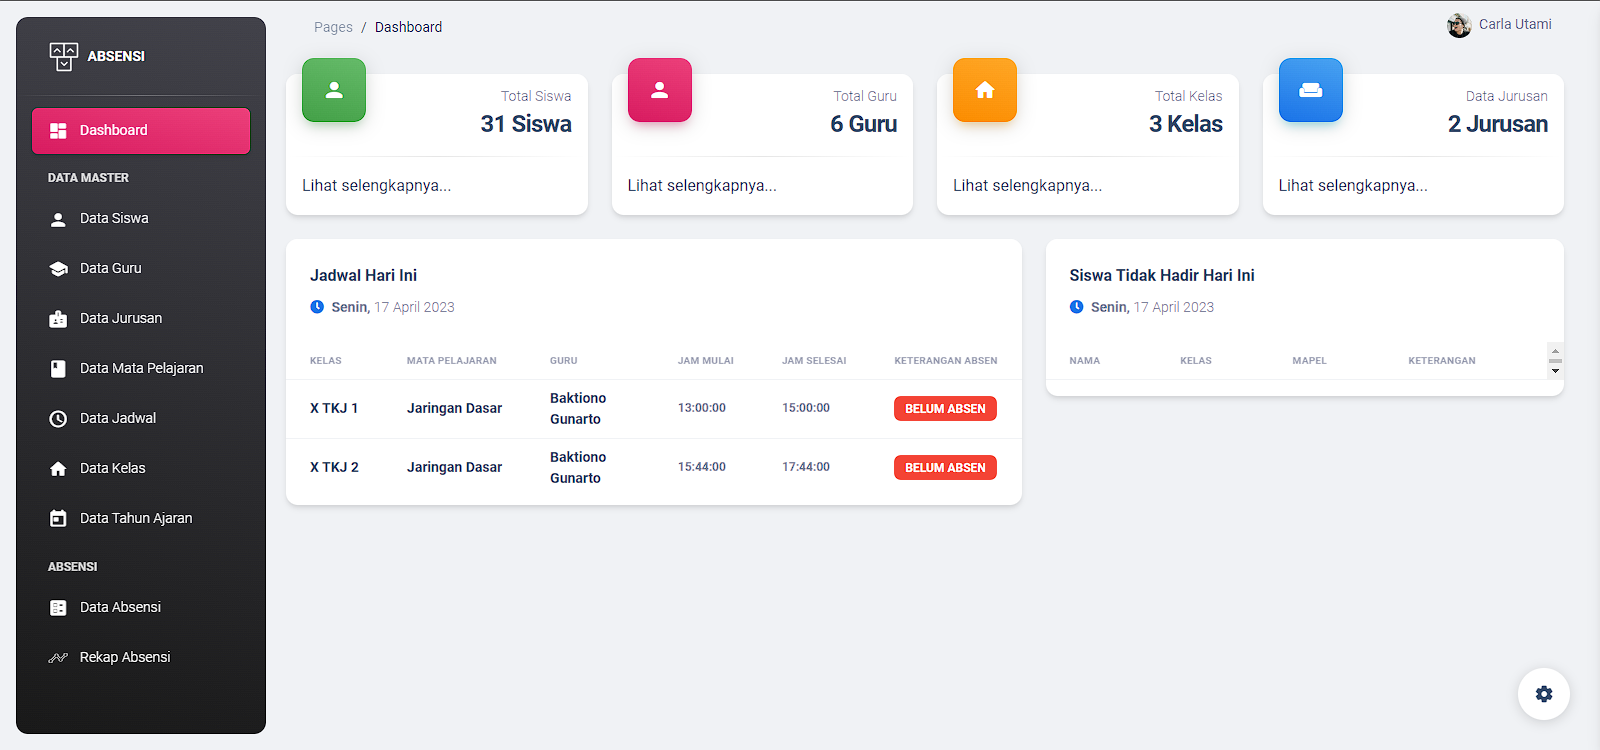 ABSENSI
Dashboard
DATA MASTER
Data Siswa
Data Guru
Data Jurusan
Data Mata Pelajaran
Data Jadwal
Data Kelas
Data Tahun Ajaran
ABSENSI
Data Absensi
Rekap Absensi
Pages / Dashboard
Carla Utami
Total Siswa
31 Siswa
Lihat selengkapnya...
Total Guru
6 Guru
Lihat selengkapnya...
Total Kelas
3 Kelas
Lihat selengkapnya...
Data Jurusan
2 Jurusan
Lihat selengkapnya...
Jadwal Hari Ini
Senin, 17 April 2023
KELAS MATA PELAJARAN GURU JAM MULAI JAM SELESAI KETERANGAN ABSEN
X TKJ 1 Jaringan Dasar Baktiono Gunarto 13:00:00 15:00:00 BELUM ABSEN
X TKJ 2 Jaringan Dasar Baktiono Gunarto 15:44:00 17:44:00 BELUM ABSEN
Siswa Tidak Hadir Hari Ini
Senin, 17 April 2023
NAMA KELAS MAPEL KETERANGAN